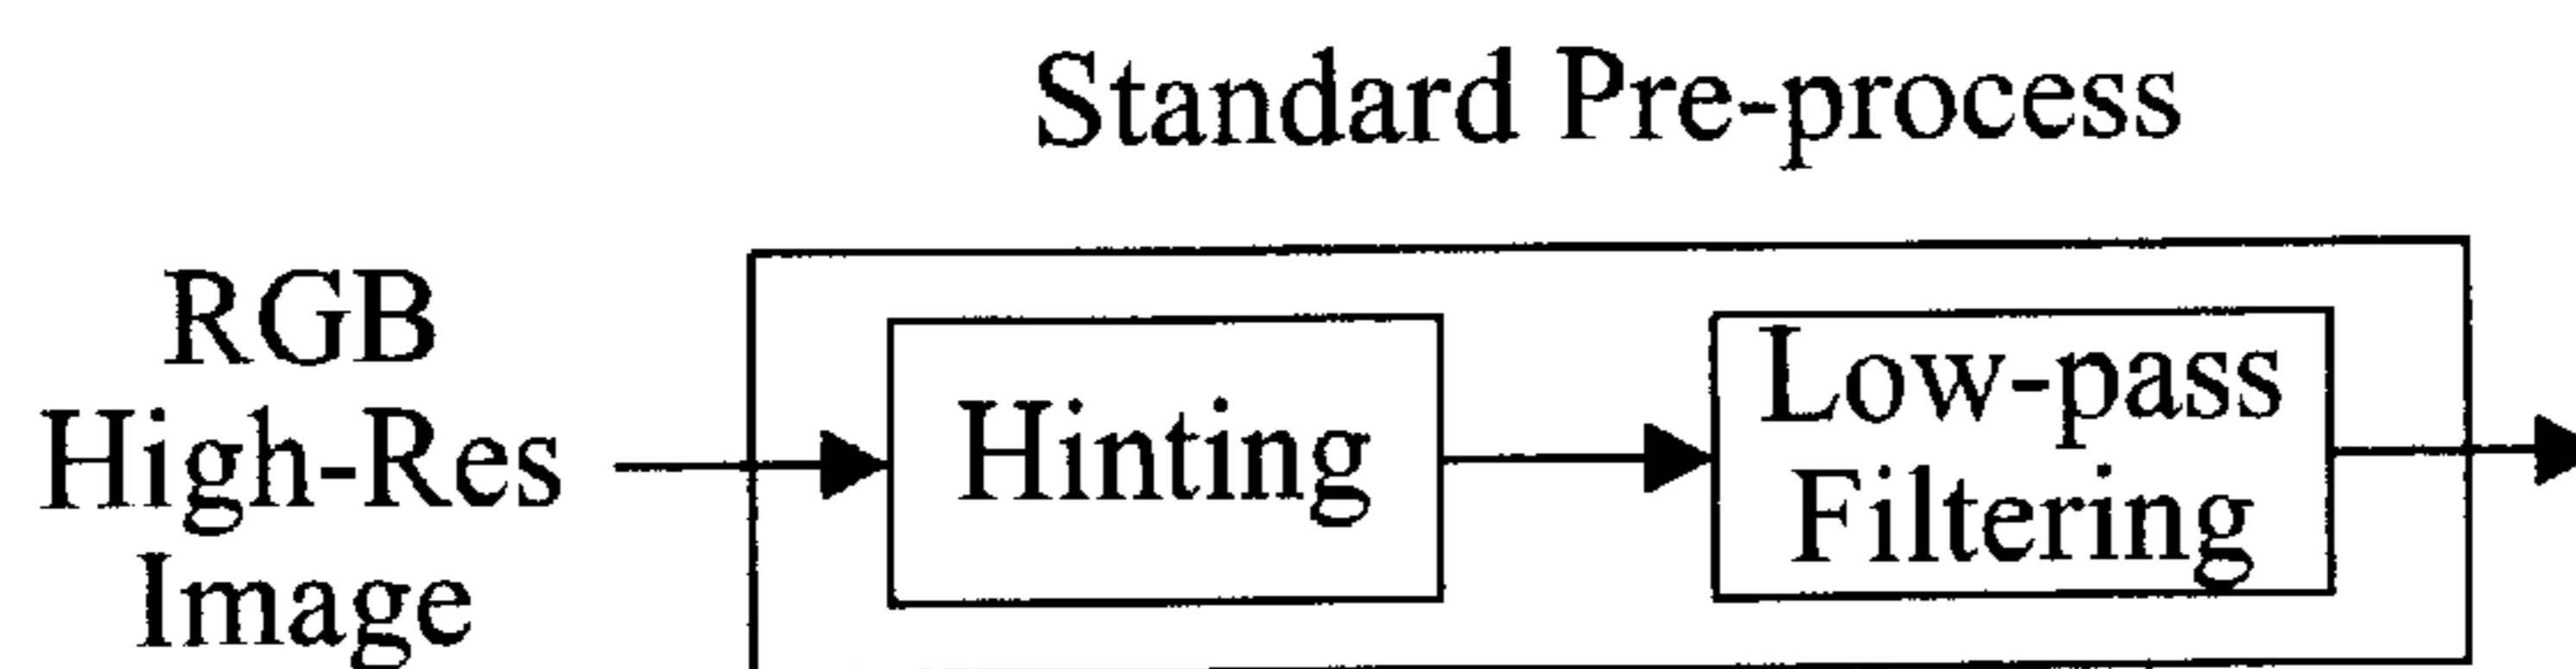 Standard Pre-process
RGB
High-Res
Image
Hinting
Low-pass
Filtering